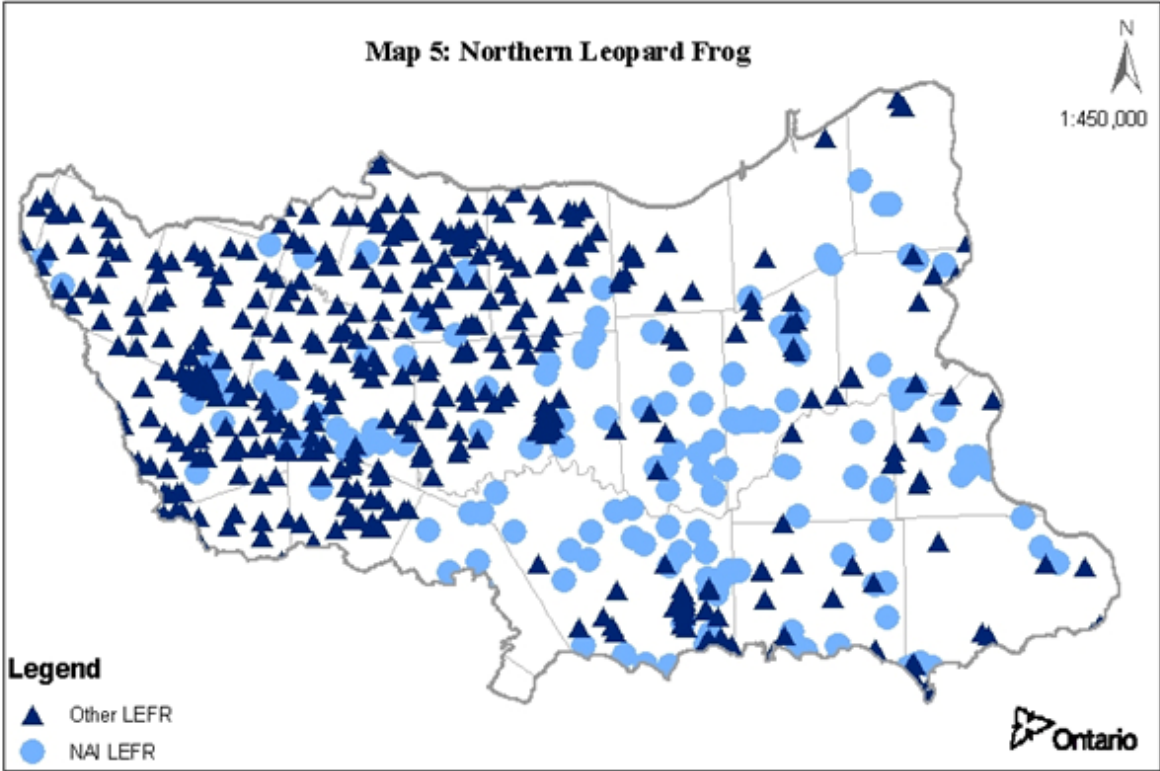 Map 5: Northern Leopard Frog
N
1:450,000
Legend
Other LEFR
NAI LEFR
Ontario